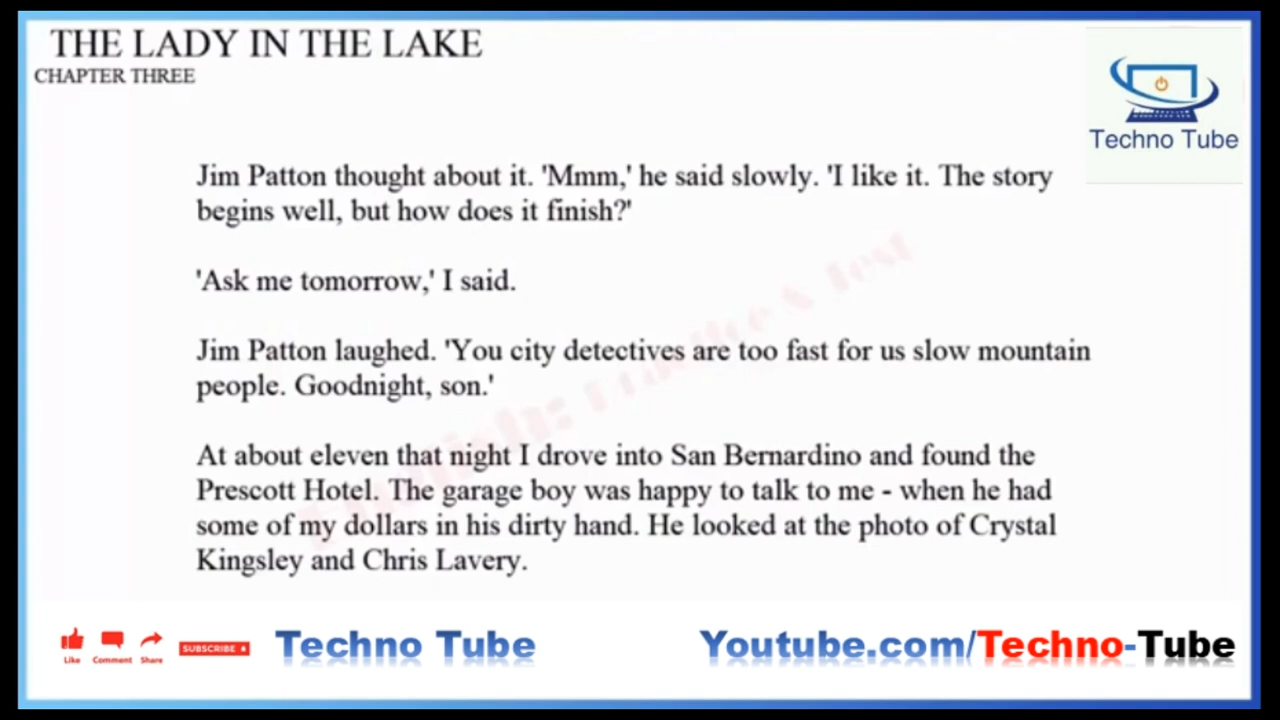 THE LADY IN THE LAKE
CHAPTER THREE
Techno Tube
Jim Patton thought about it. 'Mmm,' he said slowly. 'I like it. The story
begins well, but how does it finish?'
'Ask me tomorrow,' I said.
Jim Patton laughed. 'You city detectives are too fast for us slow mountain
people. Goodnight, son.'
At about eleven that night I drove into San Bernardino and found the
Prescott Hotel. The garage boy was happy to talk to me - when he had
some of my dollars in his dirty hand. He looked at the photo of Crystal
Kingsley and Chris Lavery.
Like
Comment
Share
SUBSCRIBE
Techno Tube
Youtube.com/Techno-Tube